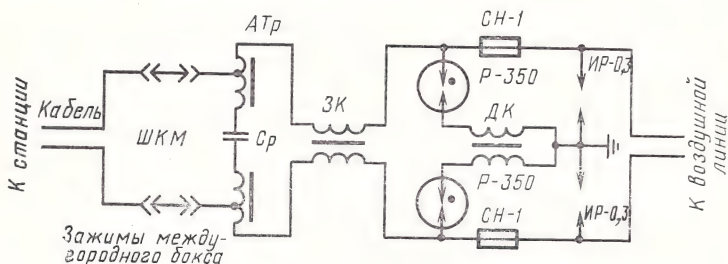 АТр
СН-1
Р-350
ИР-0,3
ЗК
ДК
К станции
Кабель
ШКМ
Ср
Р-350
СН-1
ИР-0,3
К воздушной
линии
Зажимы между-
городного бокса